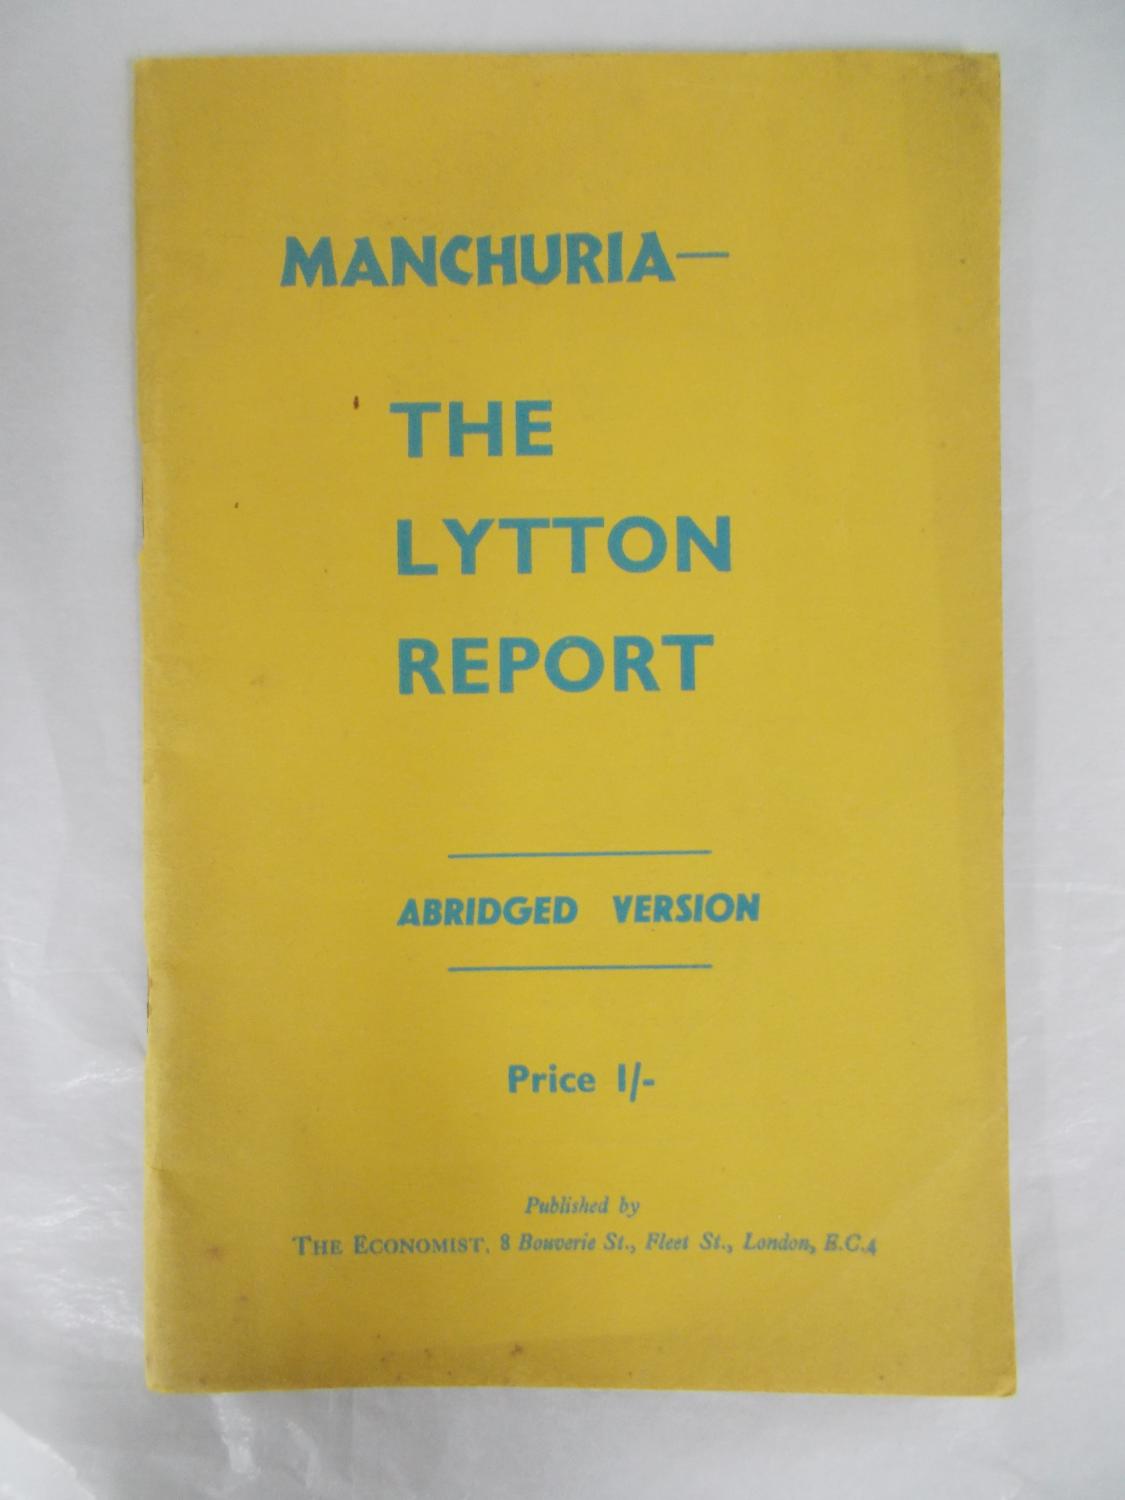 MANCHURIA—
THE
LYTTON
REPORT
ABRIDGED VERSION
Price 1/-
Published by
THE ECONOMIST, 8 Bouverie St., Fleet St., London, E.C.4